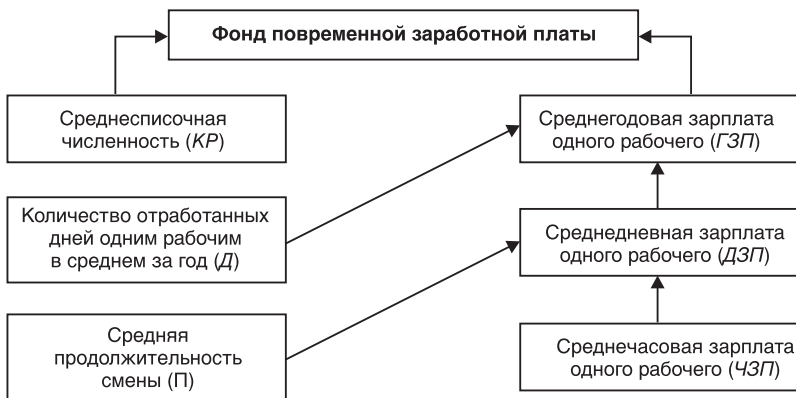 Фонд повременной заработной платы
Среднесписочная
численность (КР)
Среднегодовая зарплата
одного рабочего (ГЗП)
Количество отработанных
дней одним рабочим
в среднем за год (Д)
Среднедневная зарплата
одного рабочего (ДЗП)
Средняя
продолжительность
смены (П)
Среднечасовая зарплата
одного рабочего (ЧЗП)